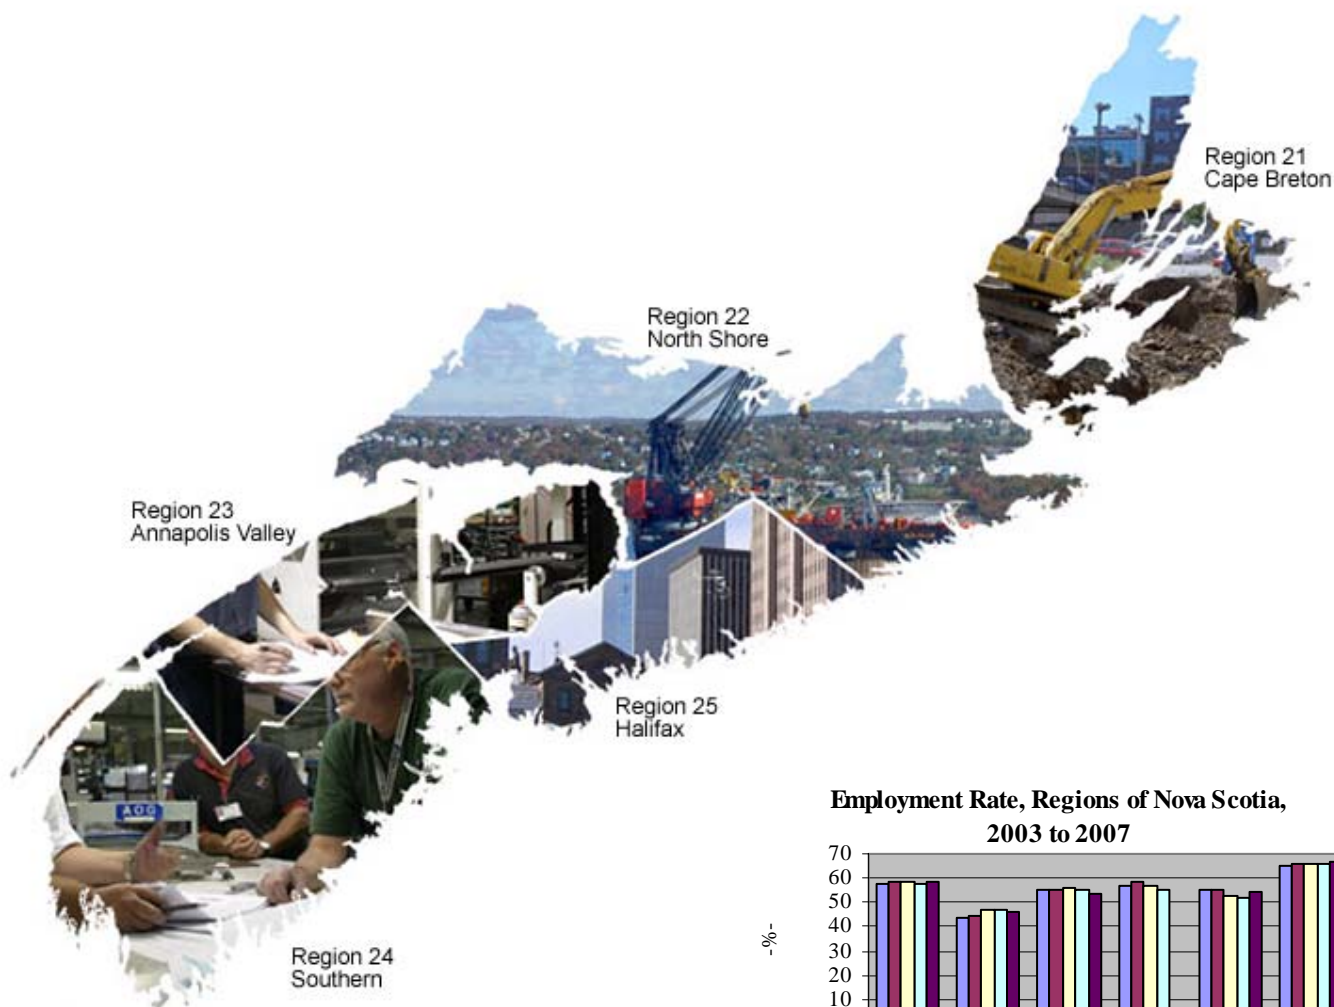 Region 21
Cape Breton
Region 22
North Shore
Region 23
Annapolis Valley
Region 25
Halifax
AOG
Region 24
Southern
Employment Rate, Regions of Nova Scotia,
2003 to 2007
-%-
70
60
50
40
30
20
10